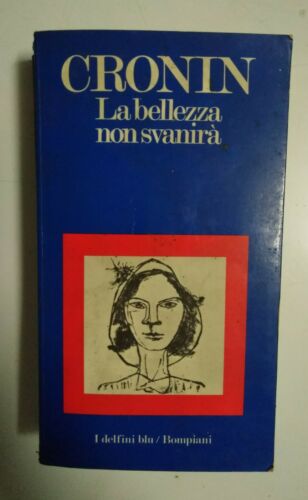 CRONIN
La bellezza
non svanirà
I delfini blu / Bompiani